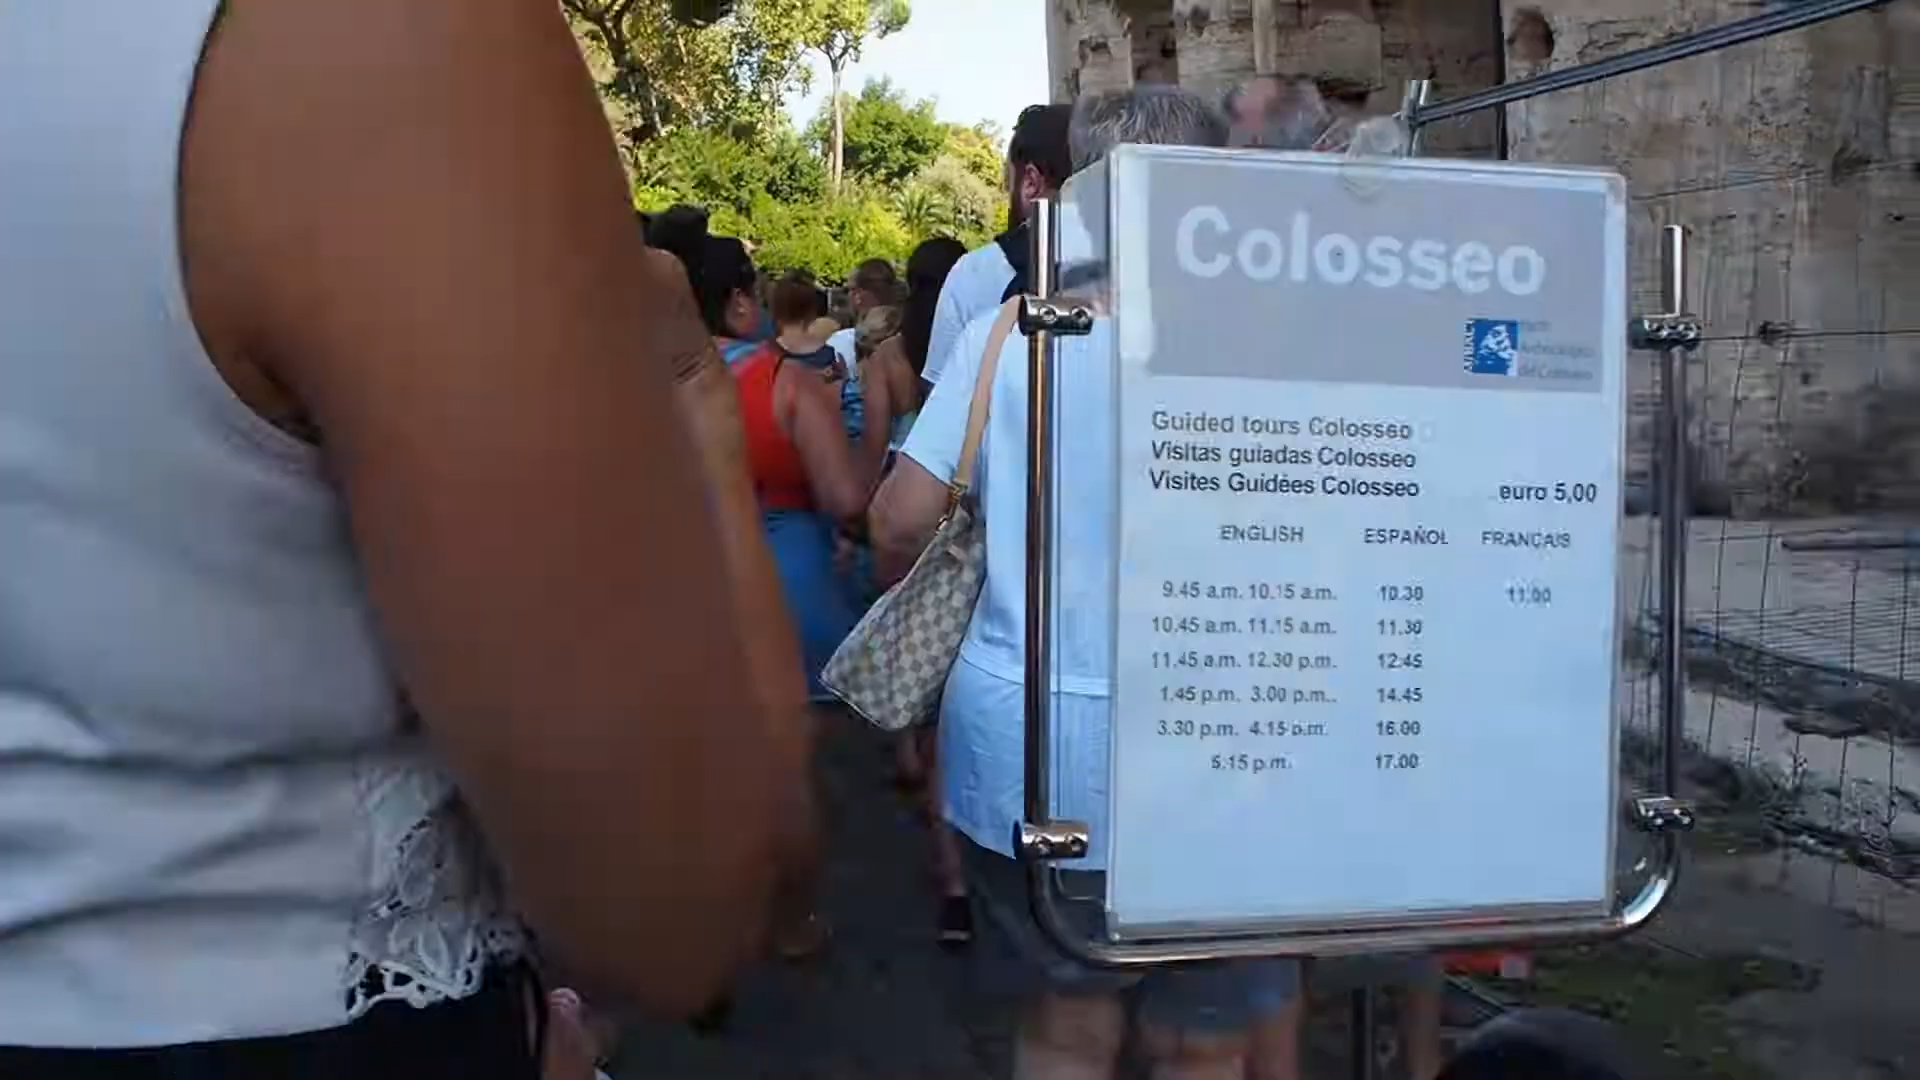 Colosseo
Guided tours Colosseo
Visitas guiadas Colosseo
Visites Guidées Colosseo euro 5,00
ENGLISH ESPAÑOL FRANCAIS
9.45 a.m. 10.15 a.m. 10.30 11.00
10.45 a.m. 11.15 a.m. 11.30
11.45 a.m. 12.30 p.m. 12.45
1.45 p.m. 3.00 p.m.. 14.45
3.30 p.m. 4.15 p.m. 16.00
5.15 p.m. 17.00